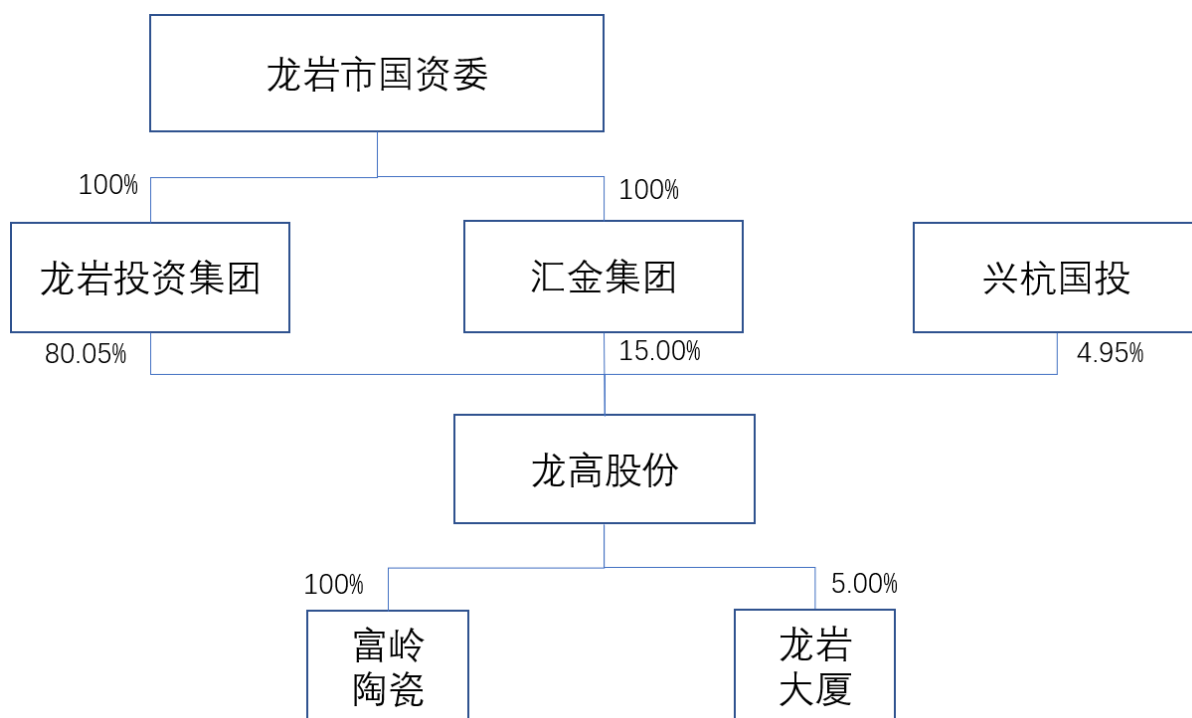 龙岩市国资委
100%
100%
龙岩投资集团
汇金集团
兴杭国投
80.05%
15.00%
4.95%
龙高股份
100%
5.00%
富岭
陶瓷
龙岩
大厦